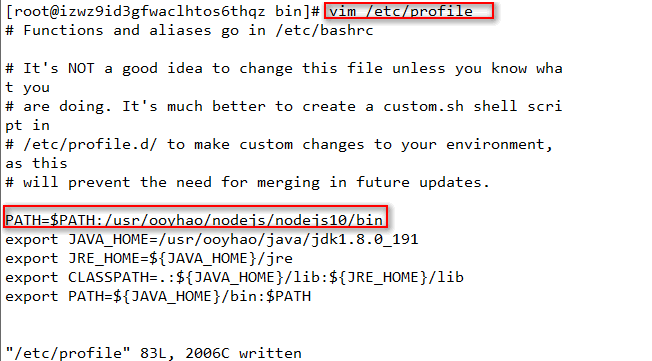 [root@izwz9id3gfwaclhtos6thqz bin]# vim /etc/profile
# Functions and aliases go in /etc/bashrc
# It's NOT a good idea to change this file unless you know wha
t you
# are doing. It's much better to create a custom.sh shell scri
pt in
# /etc/profile.d/ to make custom changes to your environment,
as this
# will prevent the need for merging in future updates.
PATH=$PATH:/usr/ooyhao/nodejs/nodejs10/bin
export JAVA_HOME=/usr/ooyhao/java/jdk1.8.0_191
export JRE_HOME=${JAVA_HOME}/jre
export CLASSPATH=.:${JAVA_HOME}/lib:${JRE_HOME}/lib
export PATH=${JAVA_HOME}/bin:$PATH
"/etc/profile" 83L, 2006C written